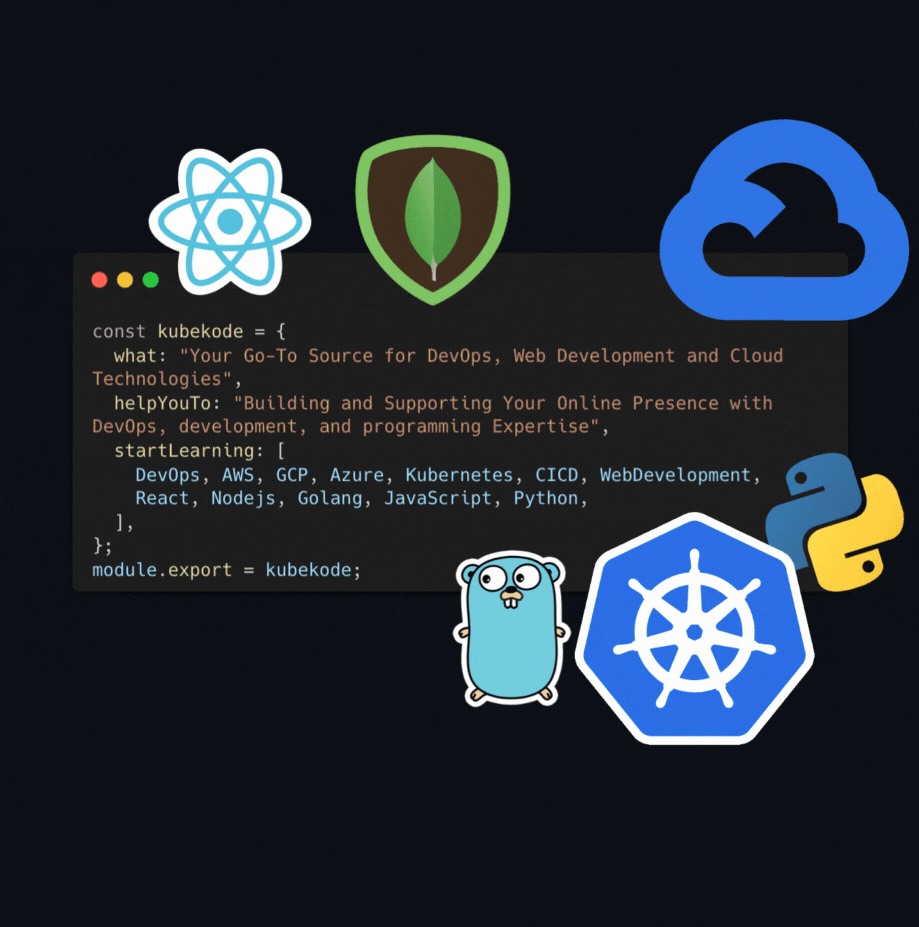 const kubekode = {
what: "Your Go-To Source for DevOps, Web Development and Cloud
Technologies",
helpYouTo: "Building and Supporting Your Online Presence with
DevOps, development, and programming Expertise",
startLearning: [
DevOps, AWS, GCP, Azure, Kubernetes, CICD, WebDevelopment,
React, Nodejs, Golang, JavaScript, Python,
],
};
module.export = kubekode;